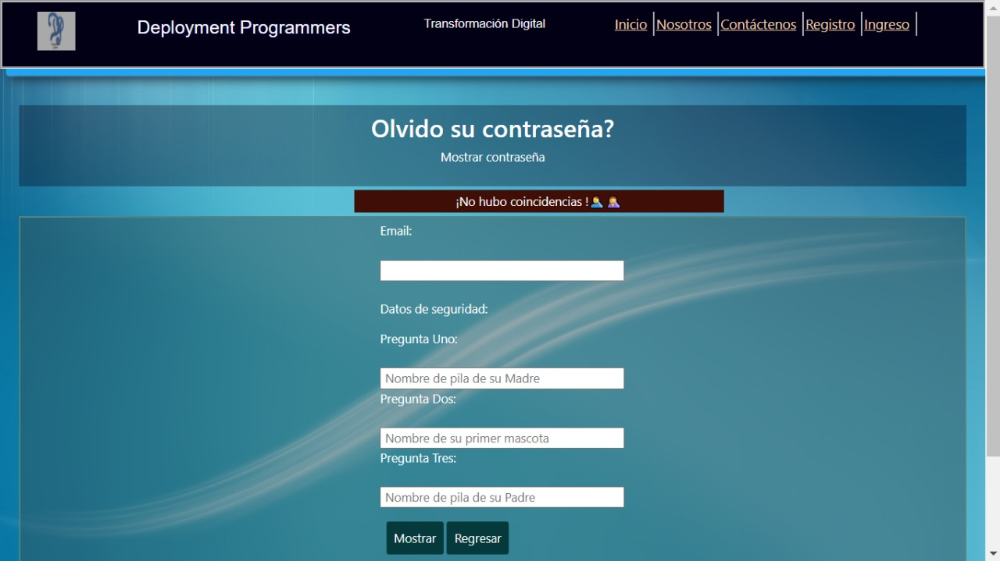 Deployment Programmers
Transformación Digital
Inicio Nosotros Contáctenos Registro Ingreso
Olvido su contraseña?
Mostrar contraseña
¡No hubo coincidencias !
Email:
Datos de seguridad:
Pregunta Uno:
Nombre de pila de su Madre
Pregunta Dos:
Nombre de su primer mascota
Pregunta Tres:
Nombre de pila de su Padre
Mostrar Regresar